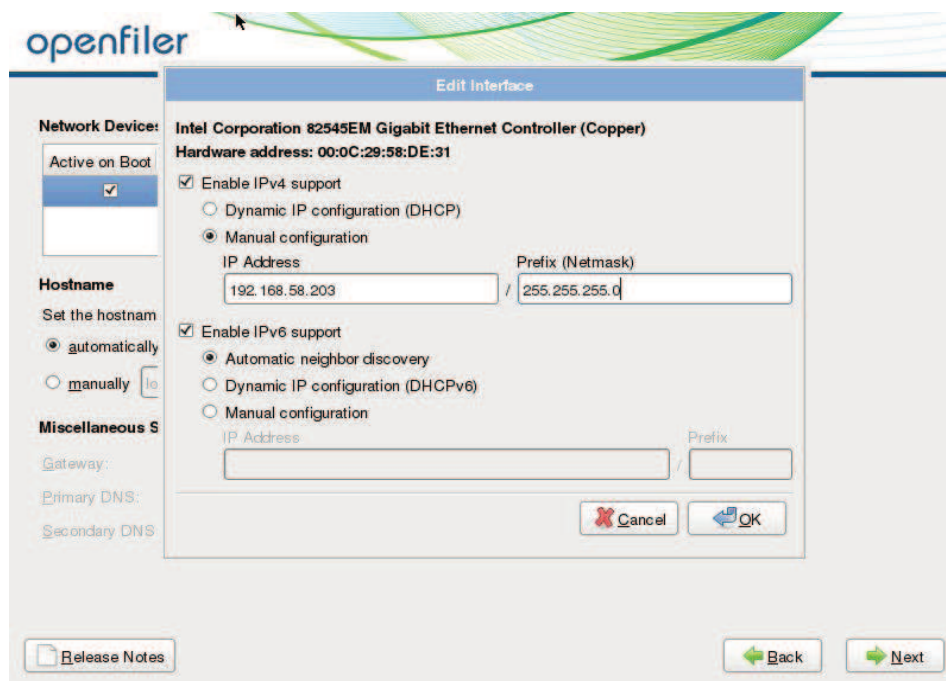 openfiler
Edit Interface
Network Devices
Intel Corporation 82545EM Gigabit Ethernet Controller (Copper)
Hardware address: 00:0C:29:58:DE:31
Active on Boot
Enable IPv4 support
Dynamic IP configuration (DHCP)
Manual configuration
IP Address
Prefix (Netmask)
192.168.58.203 / 255.255.255.0
Hostname
Set the hostnam
automatically
manually lo
Enable IPv6 support
Automatic neighbor discovery
Dynamic IP configuration (DHCPv6)
Manual configuration
IP Address
Prefix
/
Miscellaneous S
Gateway:
Primary DNS:
Secondary DNS
Cancel
OK
Release Notes
Back
Next